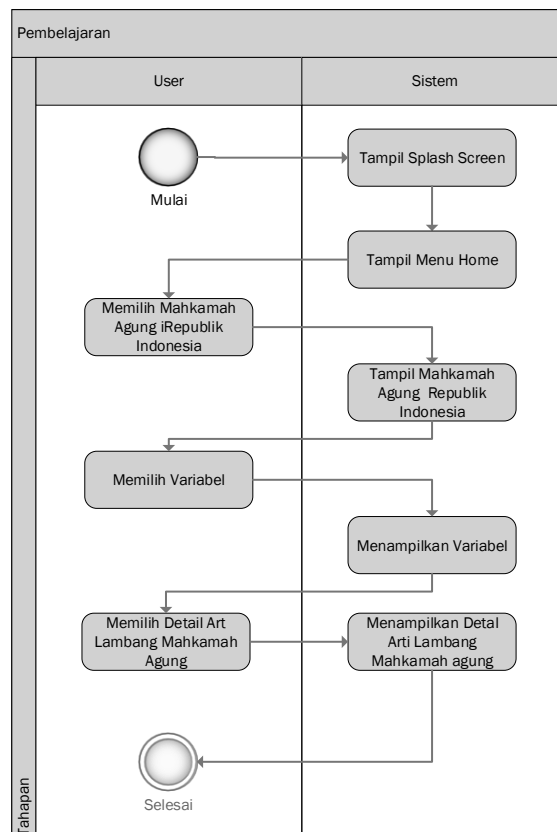 Pembelajaran
User
Sistem
Tampil Splash Screen
Mulai
Tampil Menu Home
Memilih Mahkamah
Agung iRepublik
Indonesia
Tampil Mahkamah
Agung Republik
Indonesia
Memilih Variabel
Menampilkan Variabel
Memilih Detail Art
Lambang Mahkamah
Agung
Menampilkan Detal
Arti Lambang
Mahkamah agung
Selesai
Tahapan